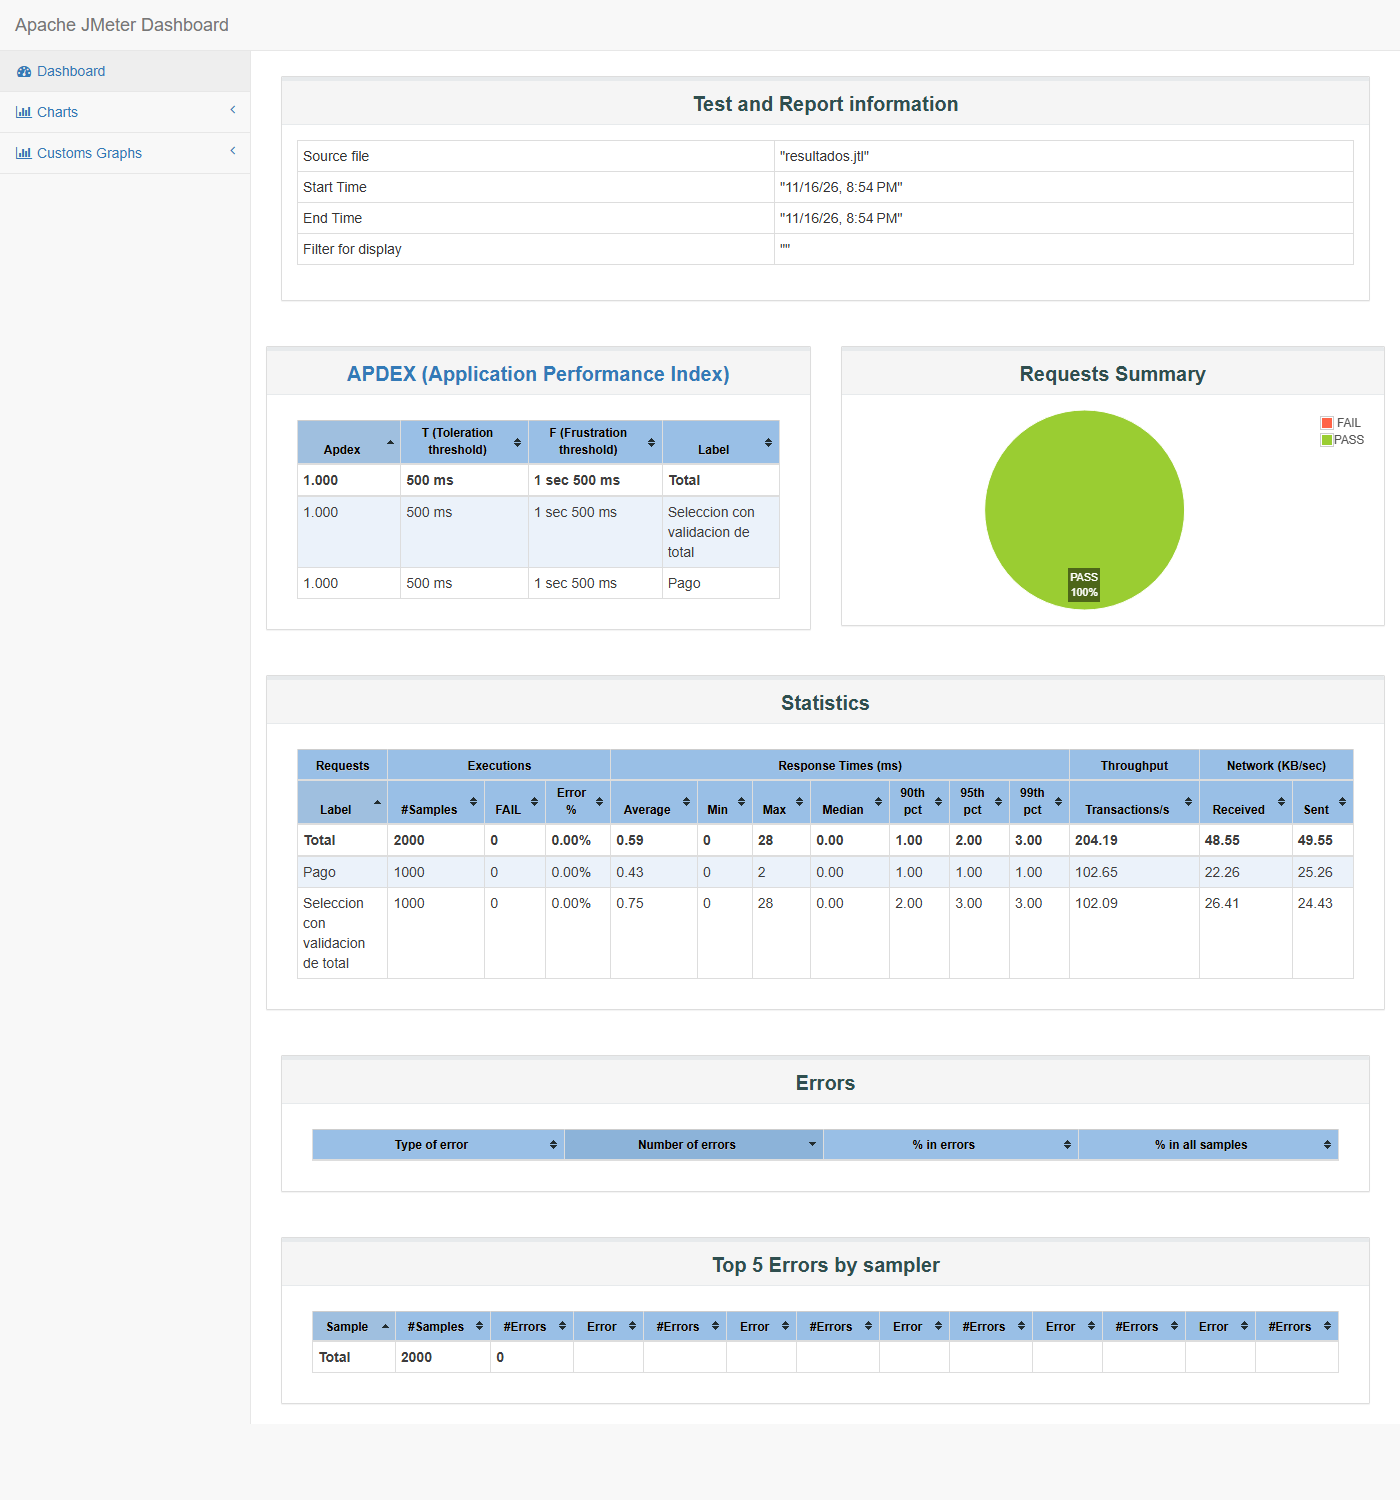 Apache JMeter Dashboard
Dashboard
Charts
Customs Graphs
Test and Report information
Source file "resultados.jtl"
Start Time "11/16/26, 8:54 PM"
End Time "11/16/26, 8:54 PM"
Filter for display ""
APDEX (Application Performance Index)
Apdex T (Toleration threshold) F (Frustration threshold) Label
1.000 500 ms 1 sec 500 ms Total
1.000 500 ms 1 sec 500 ms Seleccion con validacion de total
1.000 500 ms 1 sec 500 ms Pago
Requests Summary
FAIL
PASS
PASS
100%
Statistics
Requests Executions Response Times (ms) Throughput Network (KB/sec)
Label #Samples FAIL Error % Average Min Max Median 90th pct 95th pct 99th pct Transactions/s Received Sent
Total 2000 0 0.00% 0.59 0 28 0.00 1.00 2.00 3.00 204.19 48.55 49.55
Pago 1000 0 0.00% 0.43 0 2 0.00 1.00 1.00 1.00 102.65 22.26 25.26
Seleccion con validacion de total 1000 0 0.00% 0.75 0 28 0.00 2.00 3.00 3.00 102.09 26.41 24.43
Errors
Type of error Number of errors % in errors % in all samples
Top 5 Errors by sampler
Sample #Samples #Errors Error #Errors Error #Errors Error #Errors Error #Errors Error #Errors
Total 2000 0